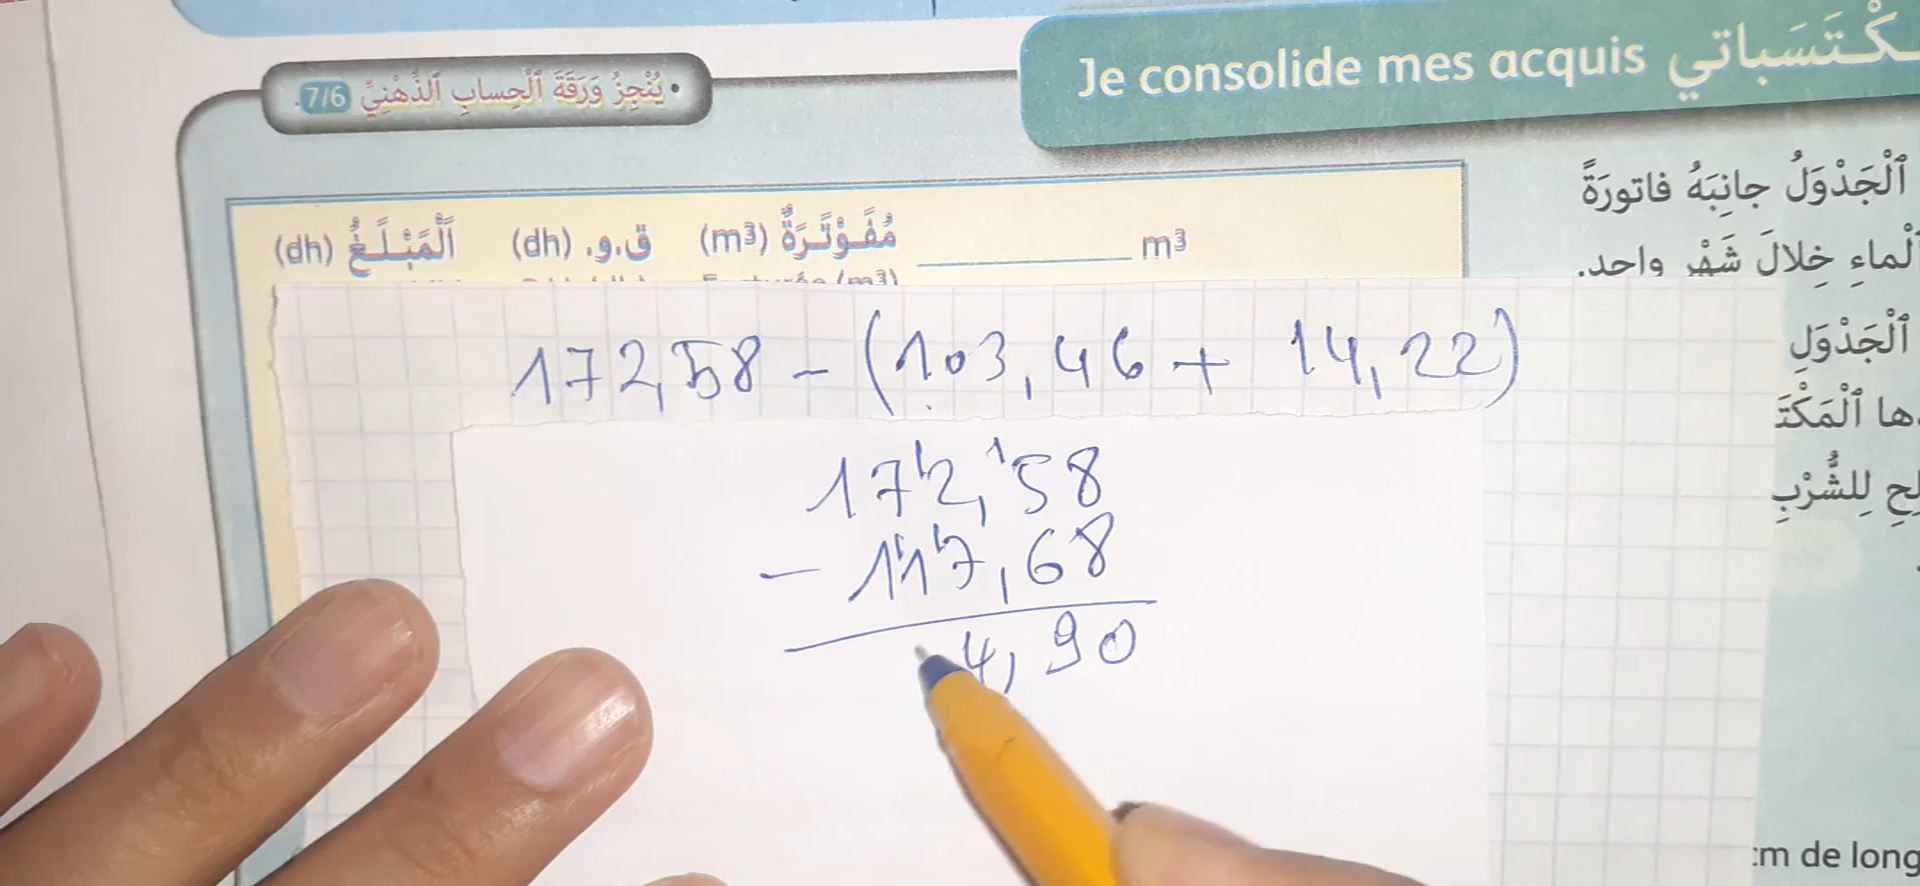 Je consolide mes acquis
• يُنْجِزُ وَرَقَةَ ٱلْحِسابِ ٱلذِّهْنِيِّ 7/6.
ٱلْجَدْوَلُ جانِبَهُ فاتورَةً
ٱلْماءِ خِلالَ شَهْرٍ واحِدٍ.
m³ مُفَوْتَرَةٌ (m³) ق.و. (dh) ٱلْمَبْلَغُ (dh)
172,58 - (103,46 + 14,22)
ٱلْجَدْوَلِ
172,58
- 117,68
4,90
لِلشُّرْبِ
cm de long